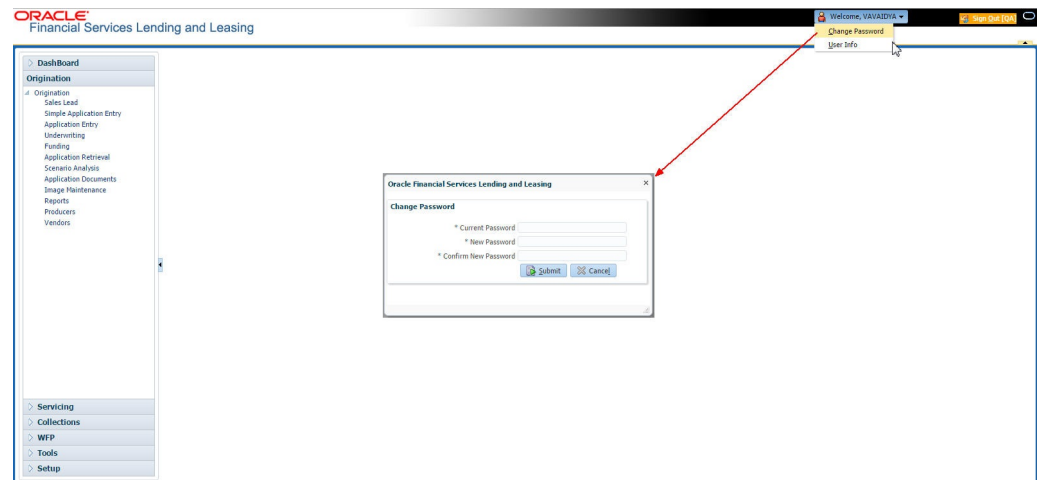 ORACLE
Financial Services Lending and Leasing
Welcome, VAVAIDYA
Sign Out [QA]
Change Password
User Info
DashBoard
Origination
Origination
Sales Lead
Simple Application Entry
Application Entry
Underwriting
Funding
Application Retrieval
Scenario Analysis
Application Documents
Image Maintenance
Reports
Producers
Vendors
Oracle Financial Services Lending and Leasing
Change Password
* Current Password
* New Password
* Confirm New Password
Submit
Cancel
Servicing
Collections
WFP
Tools
Setup